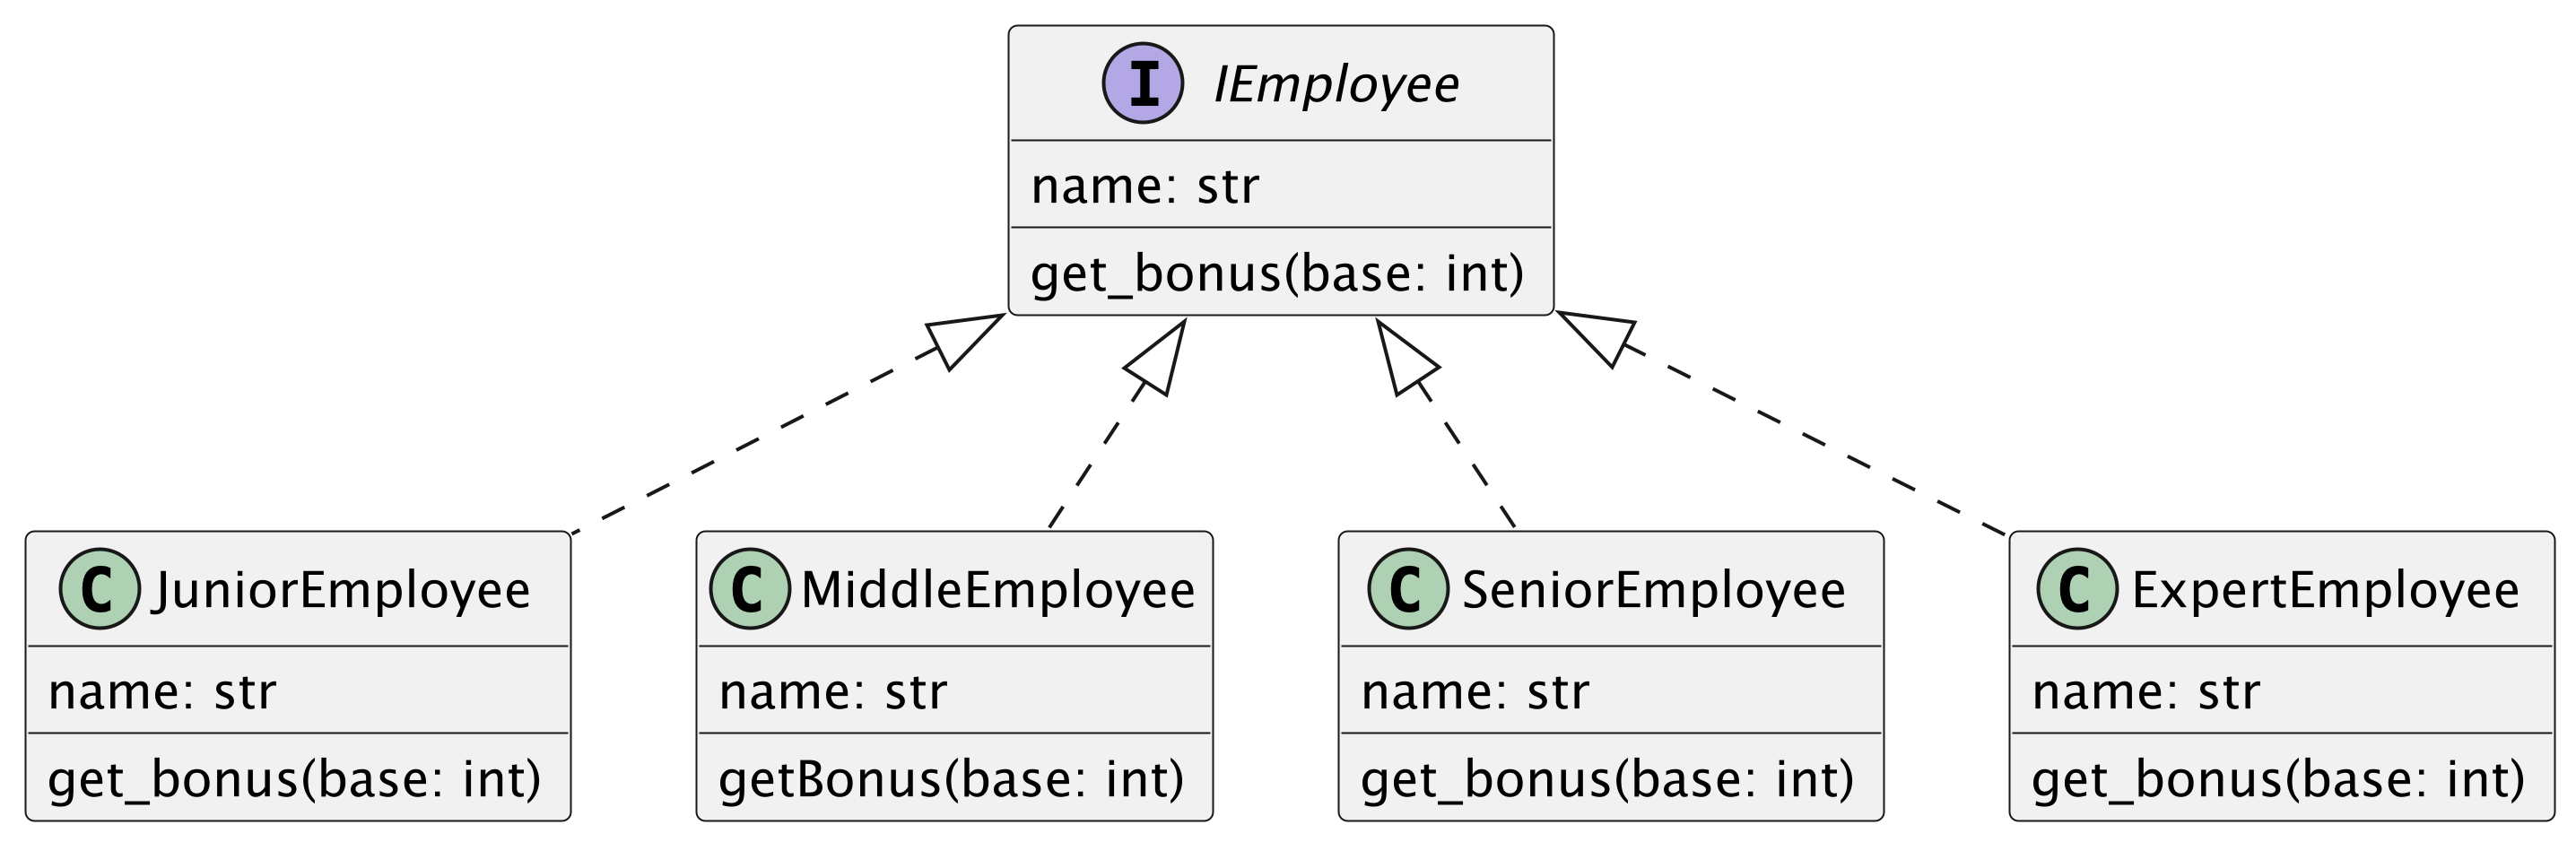 I IEmployee
name: str
get_bonus(base: int)
C JuniorEmployee
name: str
get_bonus(base: int)
C MiddleEmployee
name: str
getBonus(base: int)
C SeniorEmployee
name: str
get_bonus(base: int)
C ExpertEmployee
name: str
get_bonus(base: int)